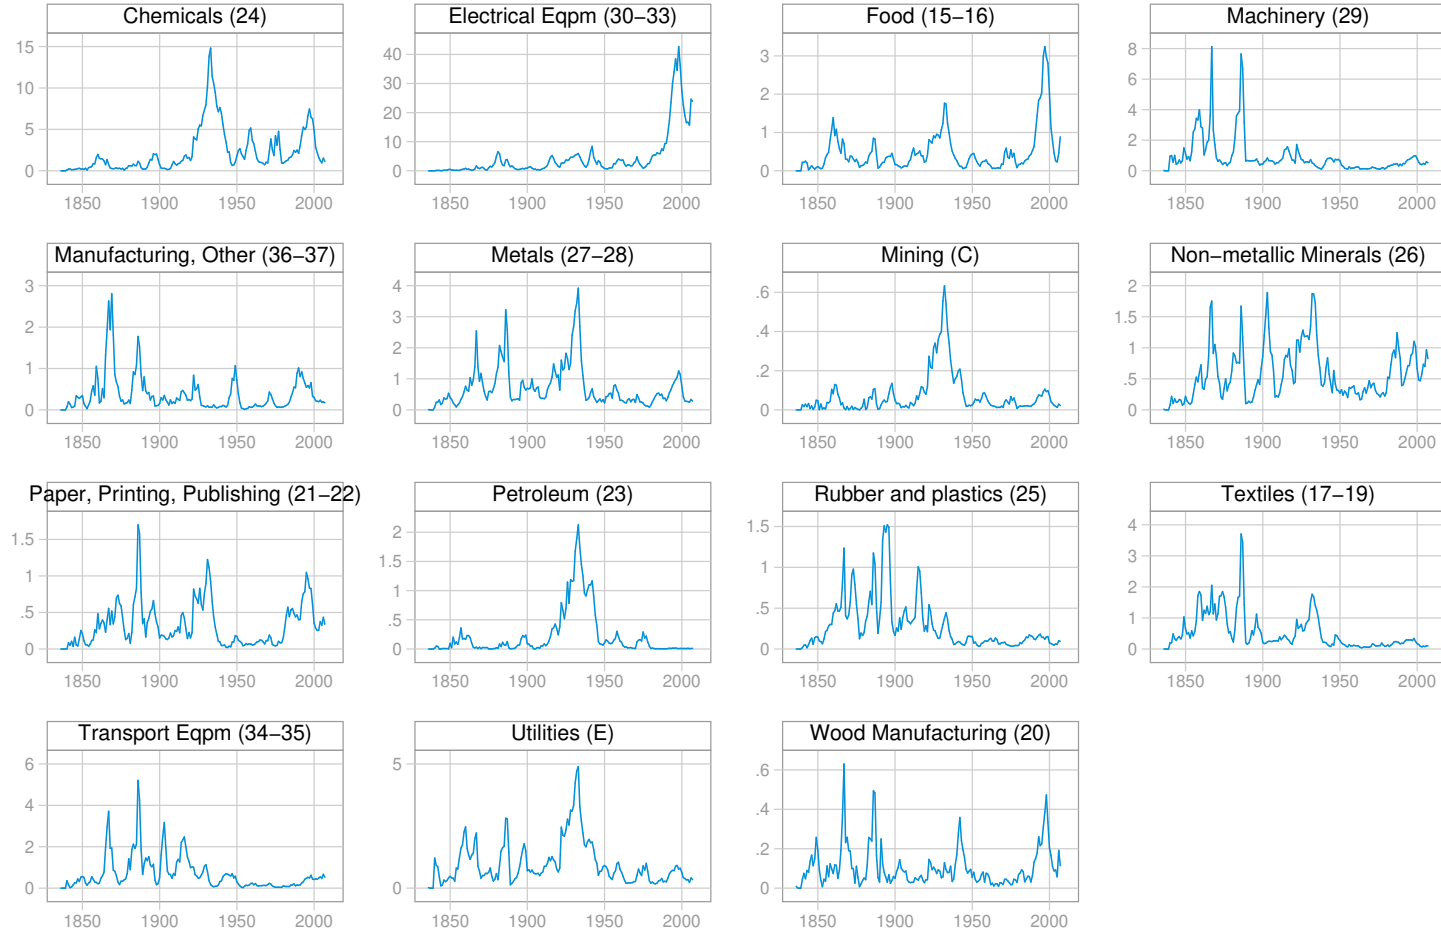 Chemicals (24)
15
10
5
0
1850 1900 1950 2000
Electrical Eqpm (30−33)
40
30
20
10
0
1850 1900 1950 2000
Food (15−16)
3
2
1
0
1850 1900 1950 2000
Machinery (29)
8
6
4
2
0
1850 1900 1950 2000
Manufacturing, Other (36−37)
3
2
1
0
1850 1900 1950 2000
Metals (27−28)
4
3
2
1
0
1850 1900 1950 2000
Mining (C)
.6
.4
.2
0
1850 1900 1950 2000
Non−metallic Minerals (26)
2
1.5
1
.5
0
1850 1900 1950 2000
Paper, Printing, Publishing (21−22)
1.5
1
.5
0
1850 1900 1950 2000
Petroleum (23)
2
1.5
1
.5
0
1850 1900 1950 2000
Rubber and plastics (25)
1.5
1
.5
0
1850 1900 1950 2000
Textiles (17−19)
4
3
2
1
0
1850 1900 1950 2000
Transport Eqpm (34−35)
6
4
2
0
1850 1900 1950 2000
Utilities (E)
5
0
1850 1900 1950 2000
Wood Manufacturing (20)
.6
.4
.2
0
1850 1900 1950 2000